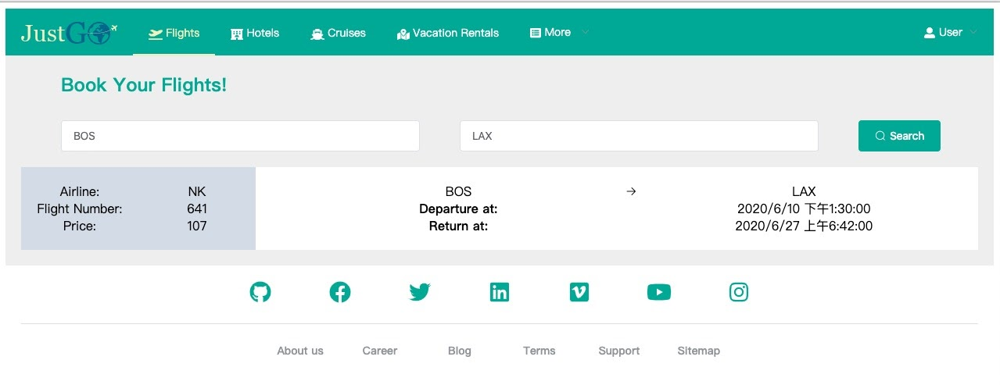 JustGO Flights Hotels Cruises Vacation Rentals More User
Book Your Flights!
BOS LAX Search
Airline: NK BOS → LAX
Flight Number: 641 Departure at: 2020/6/10 下午1:30:00
Price: 107 Return at: 2020/6/27 上午6:42:00
About us Career Blog Terms Support Sitemap